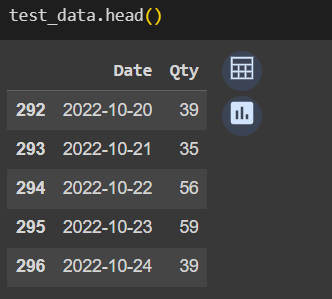 test_data.head()
Date Qty
292 2022-10-20 39
293 2022-10-21 35
294 2022-10-22 56
295 2022-10-23 59
296 2022-10-24 39